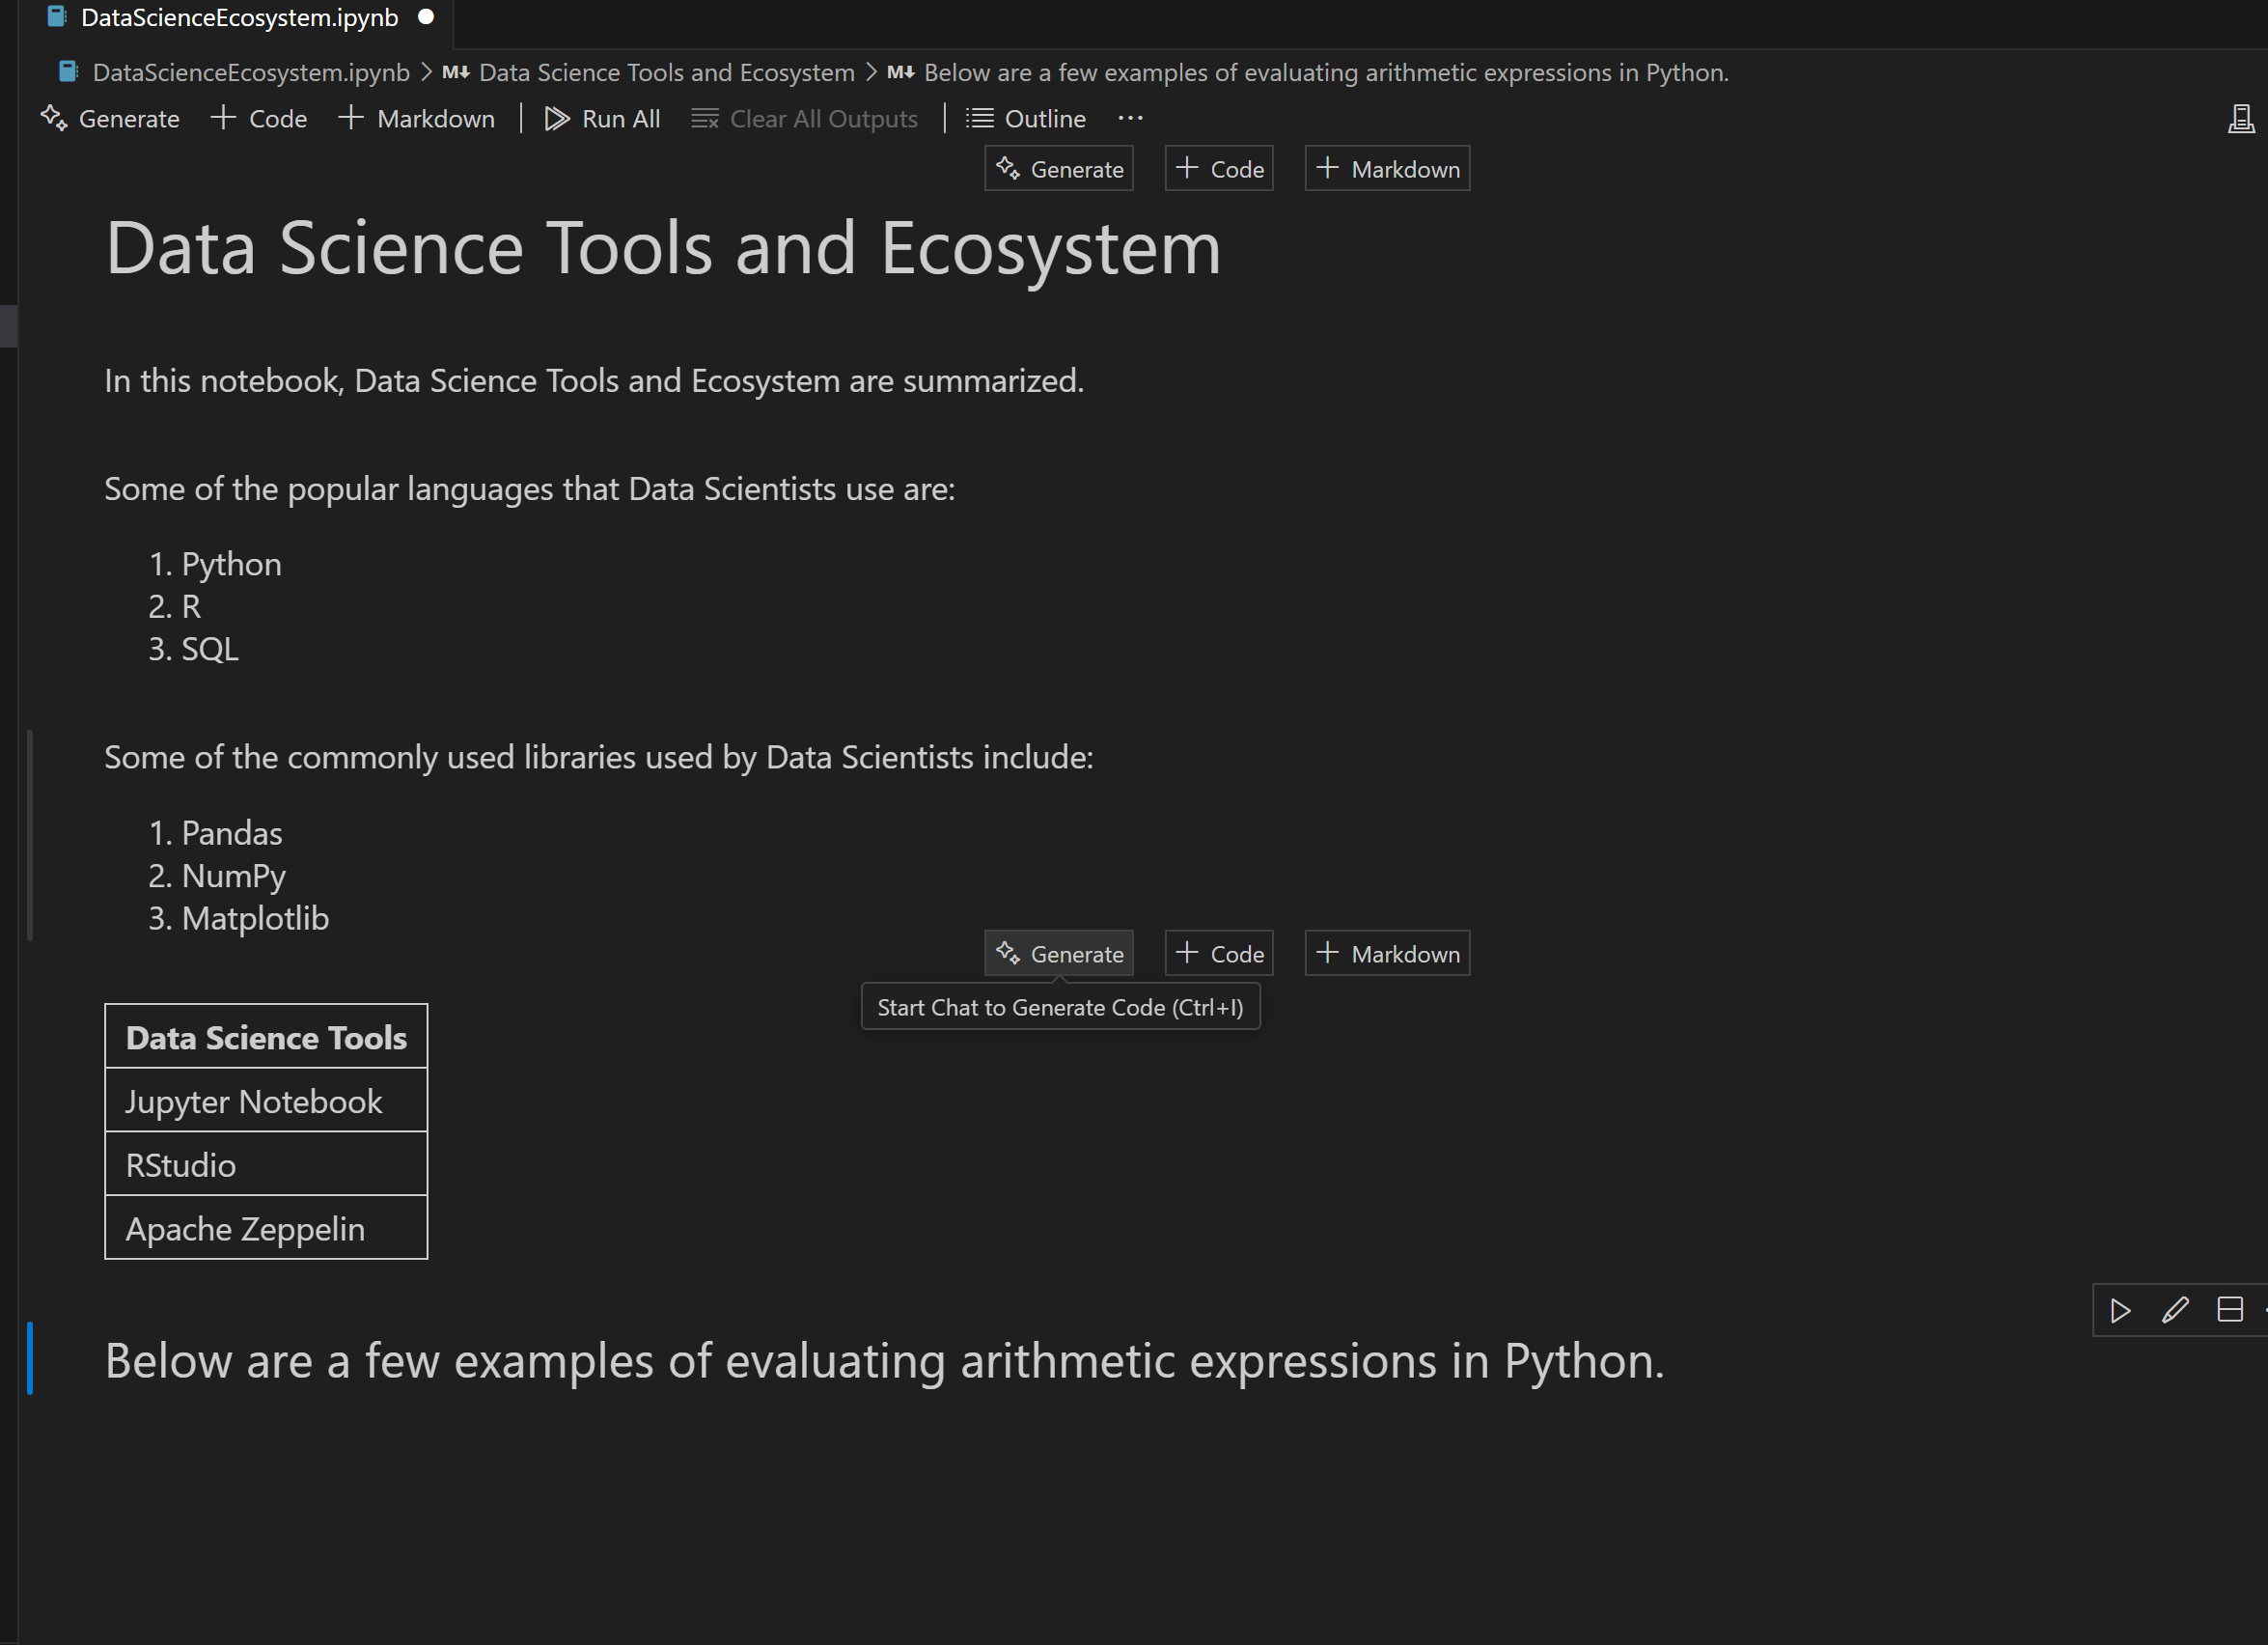 DataScienceEcosystem.ipynb
DataScienceEcosystem.ipynb > M↓ Data Science Tools and Ecosystem > M↓ Below are a few examples of evaluating arithmetic expressions in Python.
Generate + Code + Markdown | Run All Clear All Outputs | Outline ...
Generate + Code + Markdown
Data Science Tools and Ecosystem
In this notebook, Data Science Tools and Ecosystem are summarized.
Some of the popular languages that Data Scientists use are:
1. Python
2. R
3. SQL
Some of the commonly used libraries used by Data Scientists include:
1. Pandas
2. NumPy
3. Matplotlib
Generate + Code + Markdown
Start Chat to Generate Code (Ctrl+I)
Data Science Tools
Jupyter Notebook
RStudio
Apache Zeppelin
Below are a few examples of evaluating arithmetic expressions in Python.